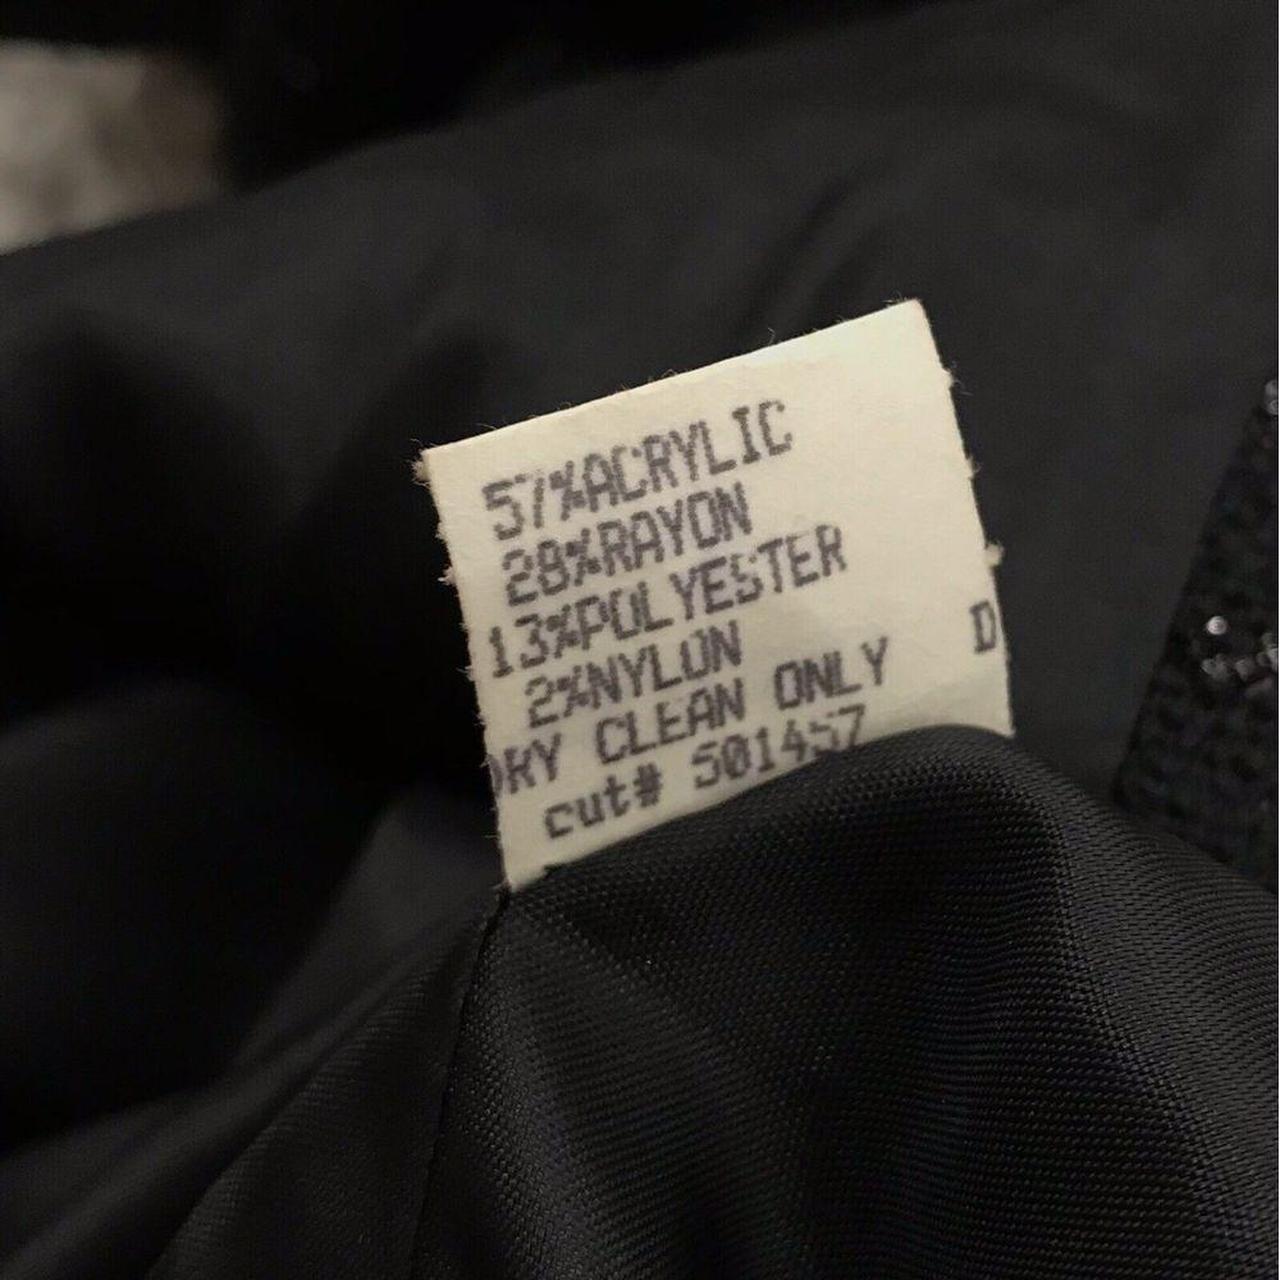 57%ACRYLIC
28%RAYON
13%POLYESTER
2%NYLON
DRY CLEAN ONLY D
cut# 501457